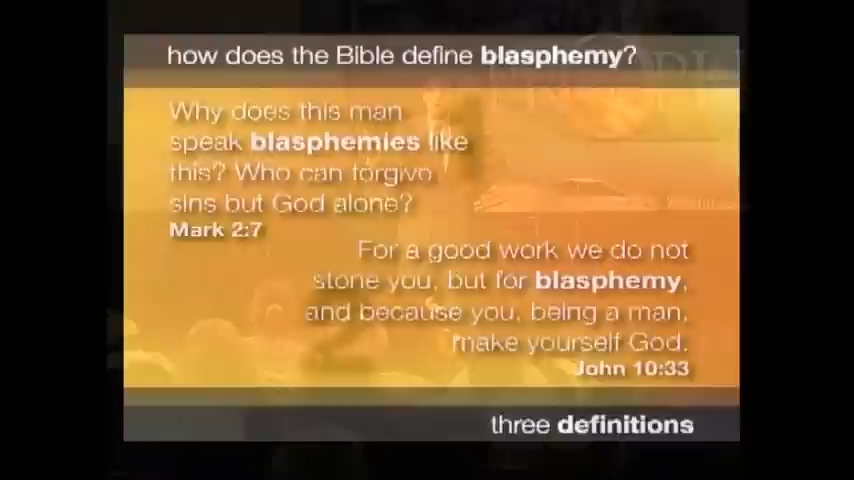 how does the Bible define blasphemy?
Why does this man
speak blasphemies like
this? Who can forgive
sins but God alone?
Mark 2:7
For a good work we do not
stone you, but for blasphemy,
and because you, being a man,
make yourself God.
John 10:33
three definitions